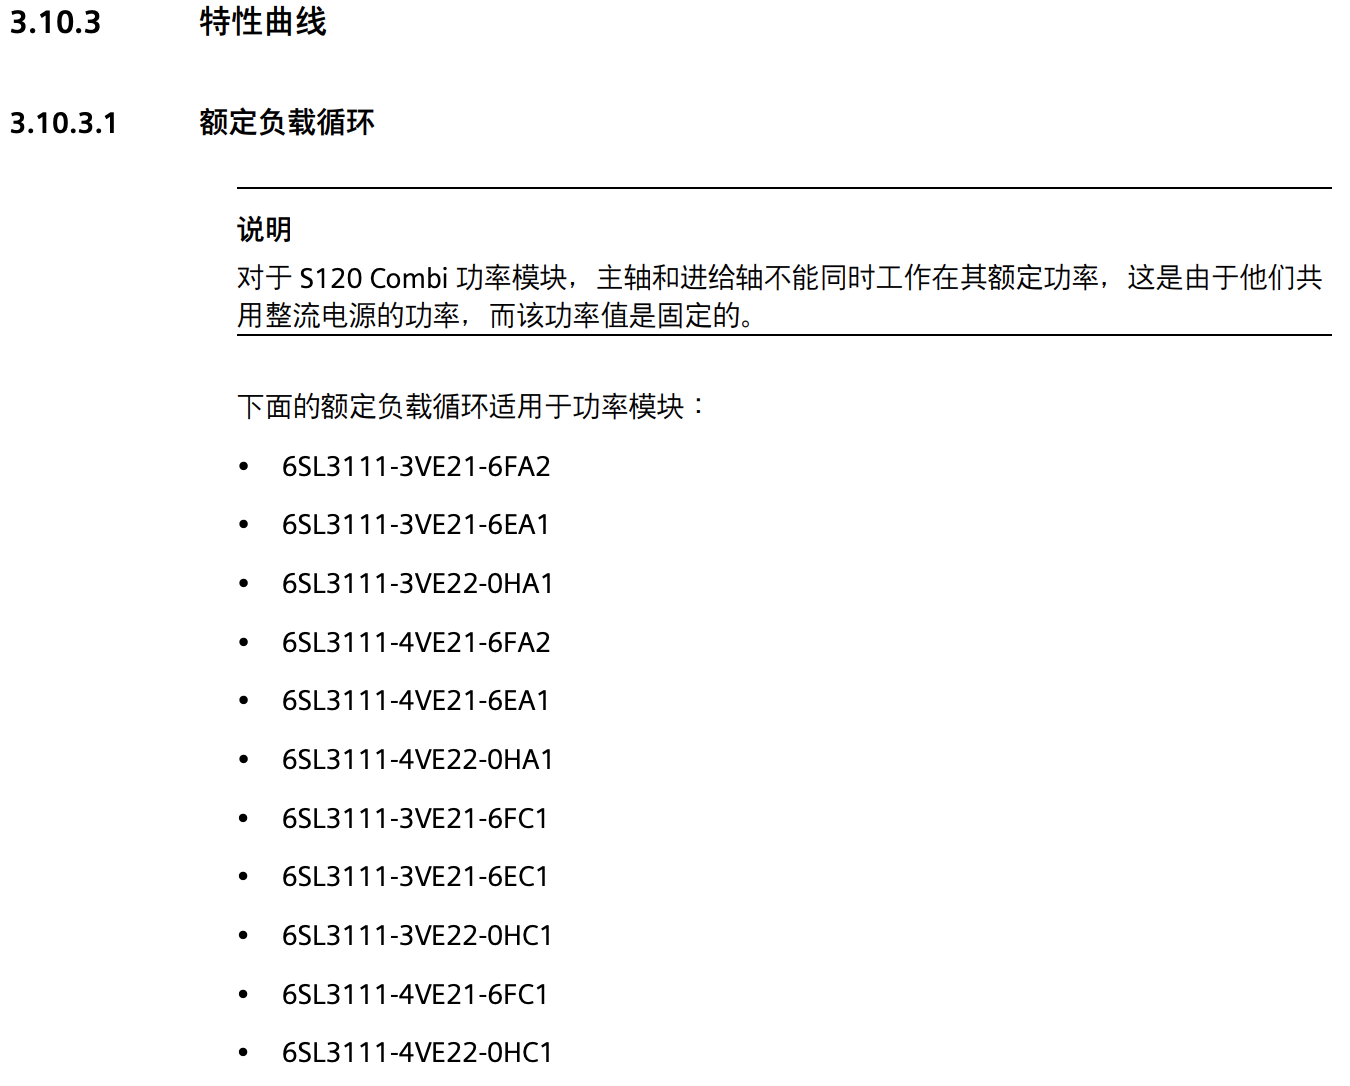 3.10.3 特性曲线
3.10.3.1 额定负载循环
说明
对于 S120 Combi 功率模块，主轴和进给轴不能同时工作在其额定功率，这是由于他们共
用整流电源的功率，而该功率值是固定的。
下面的额定负载循环适用于功率模块：
• 6SL3111-3VE21-6FA2
• 6SL3111-3VE21-6EA1
• 6SL3111-3VE22-0HA1
• 6SL3111-4VE21-6FA2
• 6SL3111-4VE21-6EA1
• 6SL3111-4VE22-0HA1
• 6SL3111-3VE21-6FC1
• 6SL3111-3VE21-6EC1
• 6SL3111-3VE22-0HC1
• 6SL3111-4VE21-6FC1
• 6SL3111-4VE22-0HC1